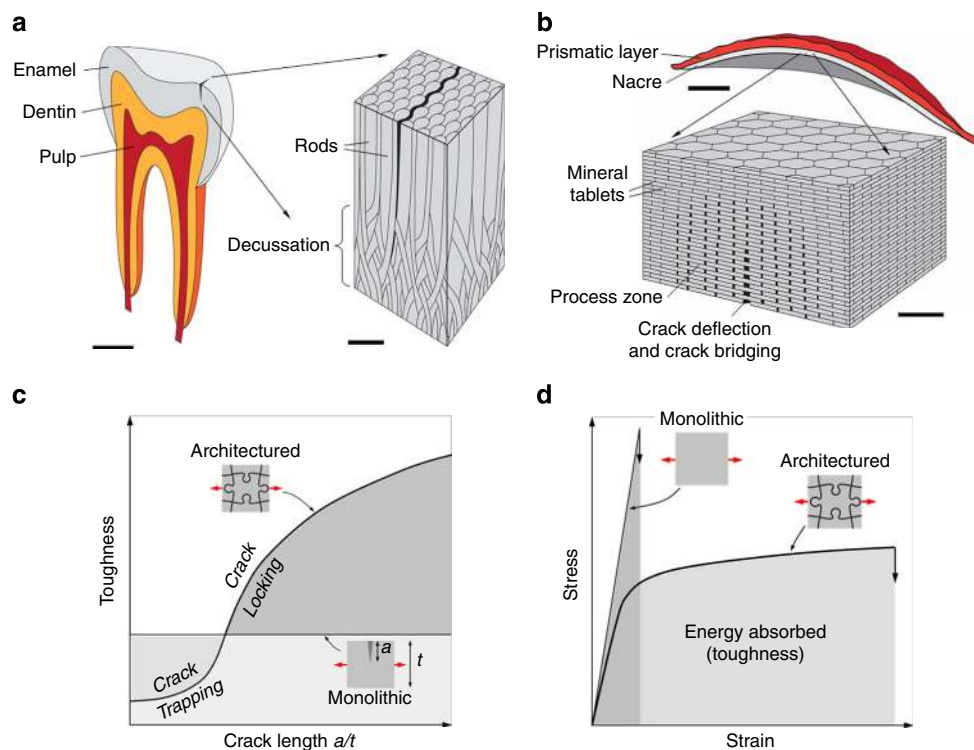 a
Enamel
Dentin
Pulp
Rods
Decussation
b
Prismatic layer
Nacre
Mineral
tablets
Process zone
Crack deflection
and crack bridging
c
Toughness
Architectured
Crack
Locking
Crack
Trapping
a
t
Monolithic
Crack length a/t
d
Stress
Monolithic
Architectured
Energy absorbed
(toughness)
Strain